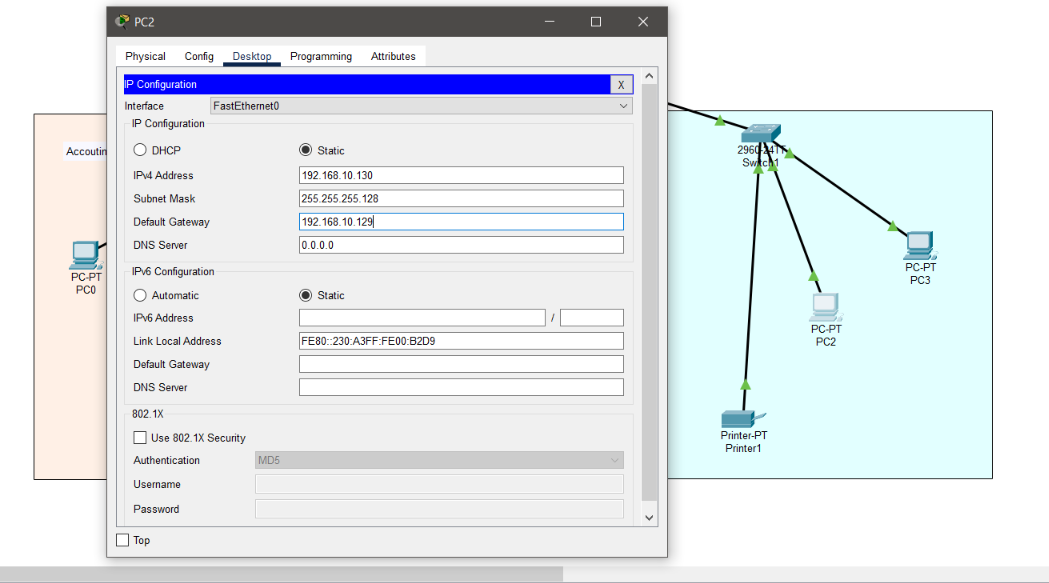 PC2
Physical Config Desktop Programming Attributes
IP Configuration X
Interface FastEthernet0
IP Configuration
DHCP Static
IPv4 Address 192.168.10.130
Subnet Mask 255.255.255.128
Default Gateway 192.168.10.129
DNS Server 0.0.0.0
IPv6 Configuration
Automatic Static
IPv6 Address /
Link Local Address FE80::230:A3FF:FE00:B2D9
Default Gateway
DNS Server
802.1X
Use 802.1X Security
Authentication MD5
Username
Password
Top
Accoutin
PC-PT
PC0
2960-24TT
Switch1
PC-PT
PC3
PC-PT
PC2
Printer-PT
Printer1